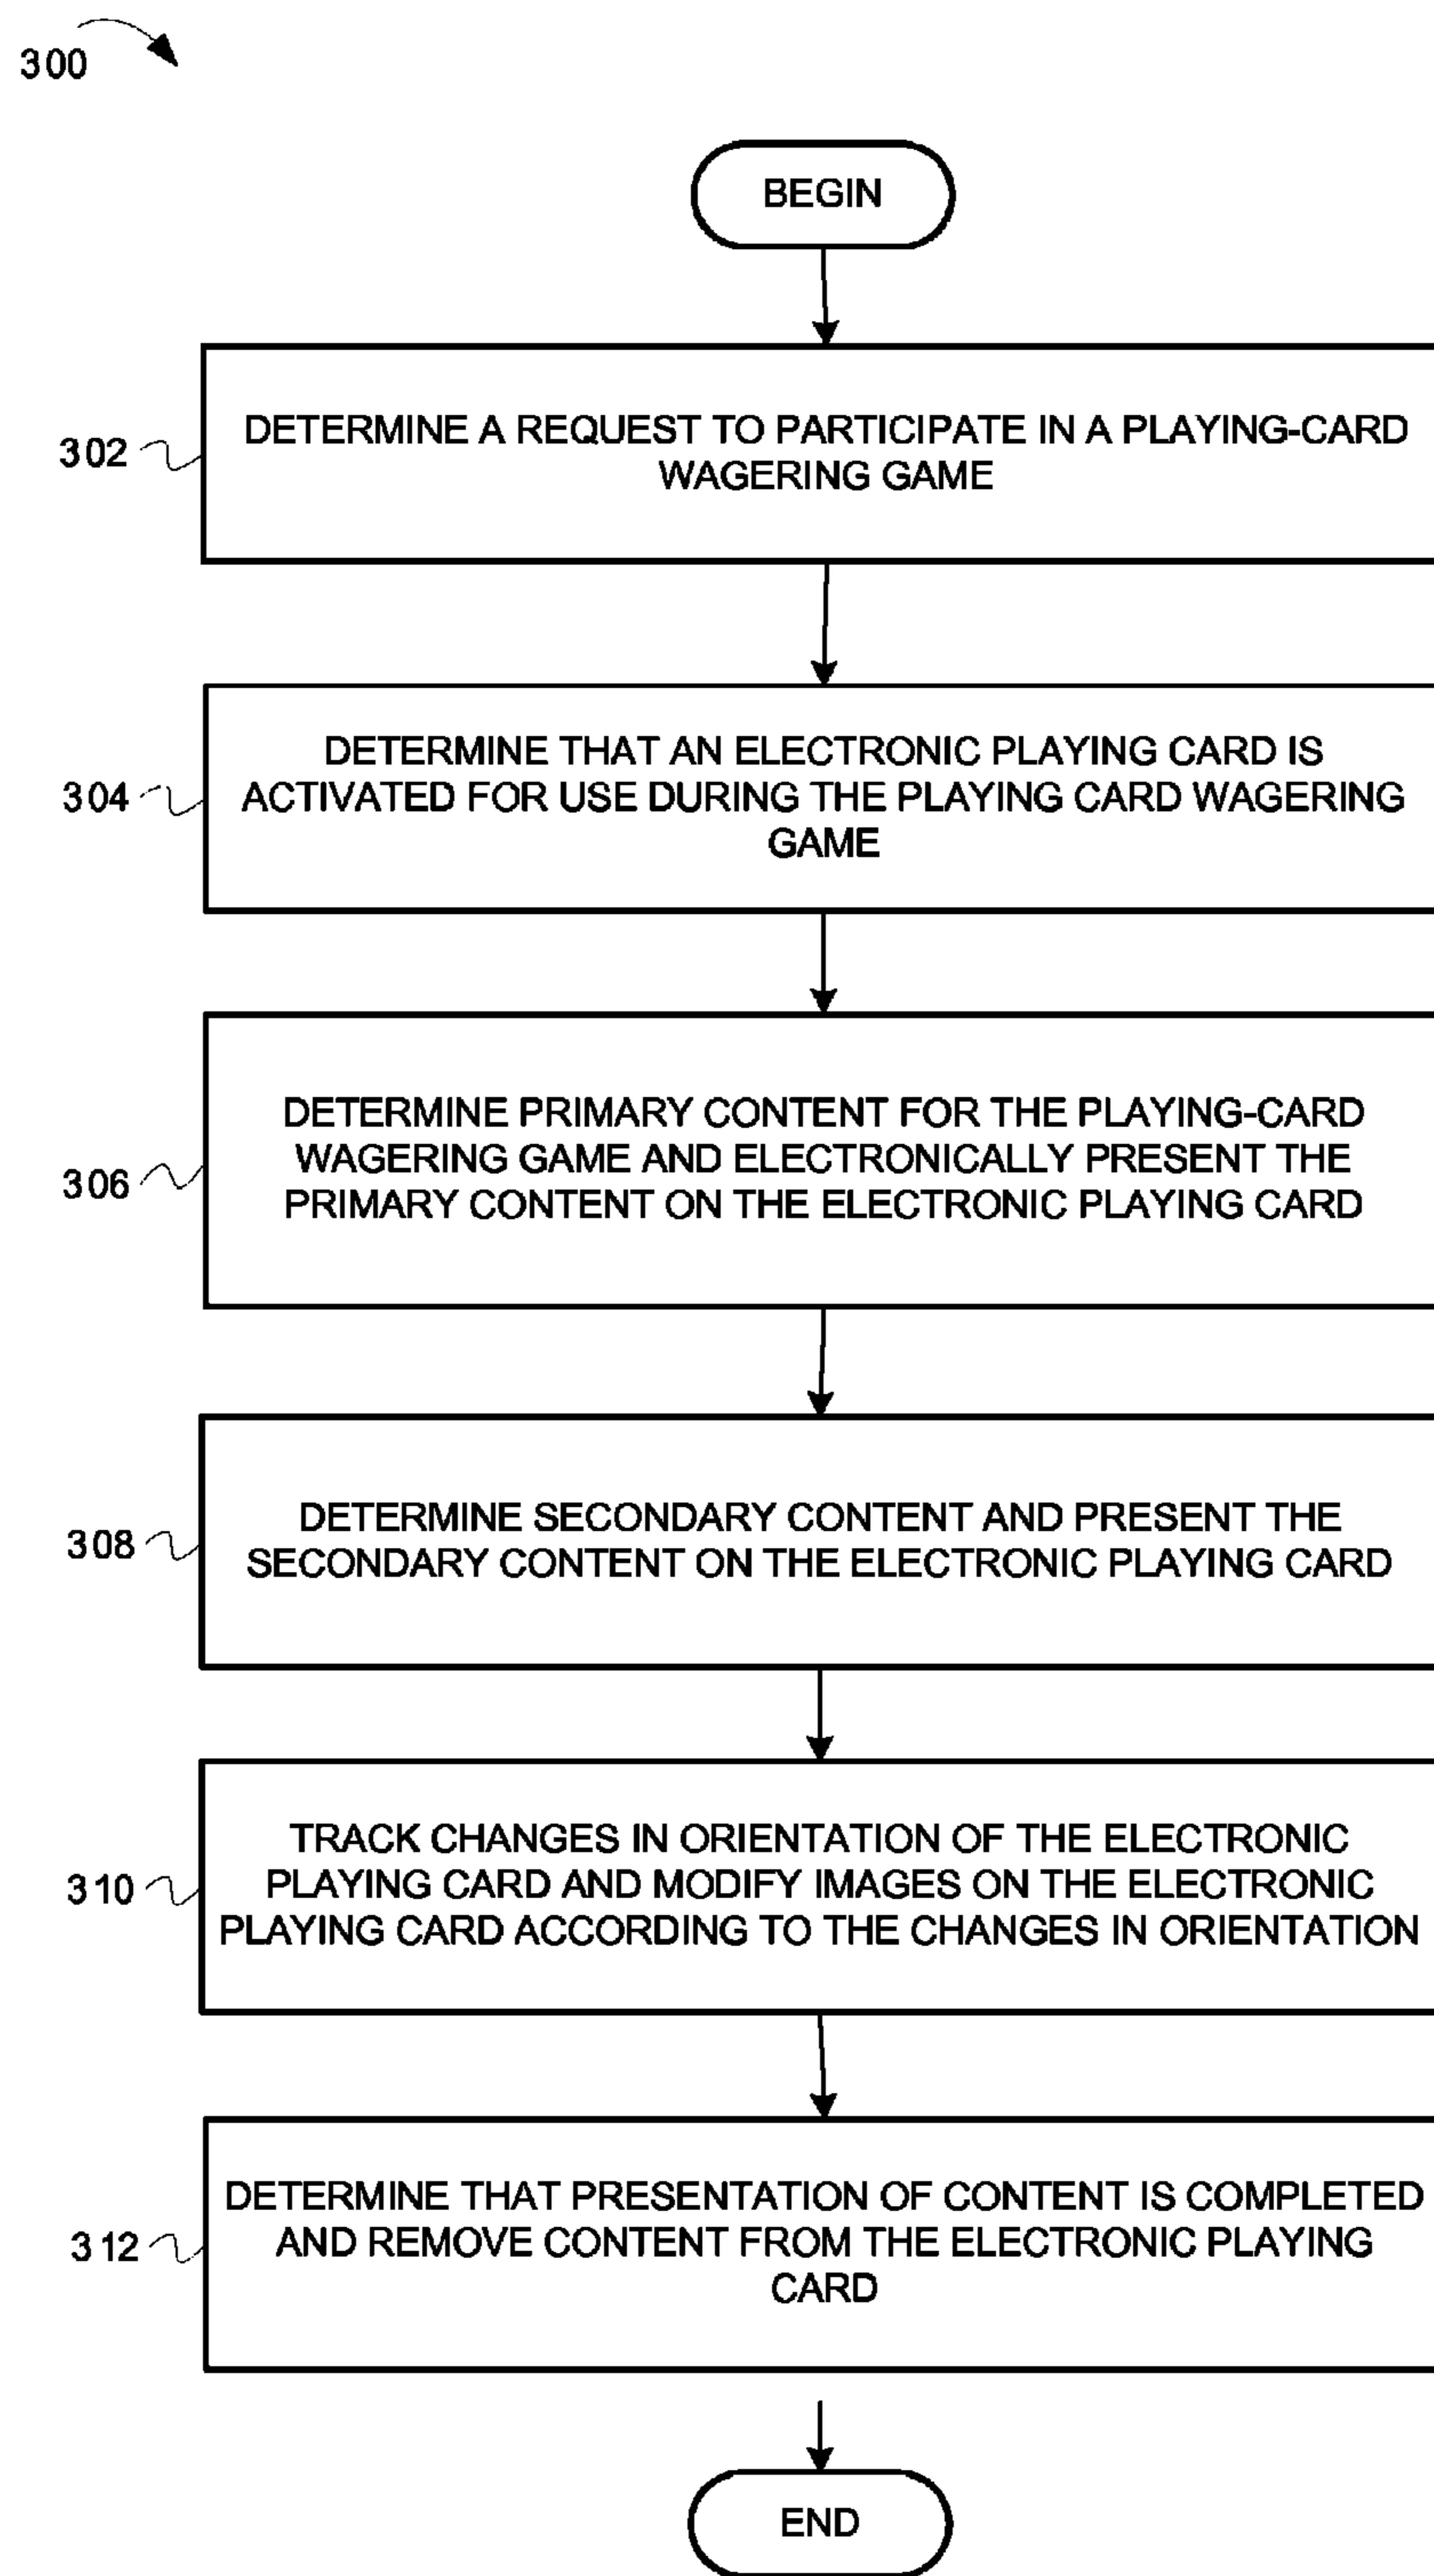 300
BEGIN
302
DETERMINE A REQUEST TO PARTICIPATE IN A PLAYING-CARD
WAGERING GAME
304
DETERMINE THAT AN ELECTRONIC PLAYING CARD IS
ACTIVATED FOR USE DURING THE PLAYING CARD WAGERING
GAME
306
DETERMINE PRIMARY CONTENT FOR THE PLAYING-CARD
WAGERING GAME AND ELECTRONICALLY PRESENT THE
PRIMARY CONTENT ON THE ELECTRONIC PLAYING CARD
308
DETERMINE SECONDARY CONTENT AND PRESENT THE
SECONDARY CONTENT ON THE ELECTRONIC PLAYING CARD
310
TRACK CHANGES IN ORIENTATION OF THE ELECTRONIC
PLAYING CARD AND MODIFY IMAGES ON THE ELECTRONIC
PLAYING CARD ACCORDING TO THE CHANGES IN ORIENTATION
312
DETERMINE THAT PRESENTATION OF CONTENT IS COMPLETED
AND REMOVE CONTENT FROM THE ELECTRONIC PLAYING
CARD
END